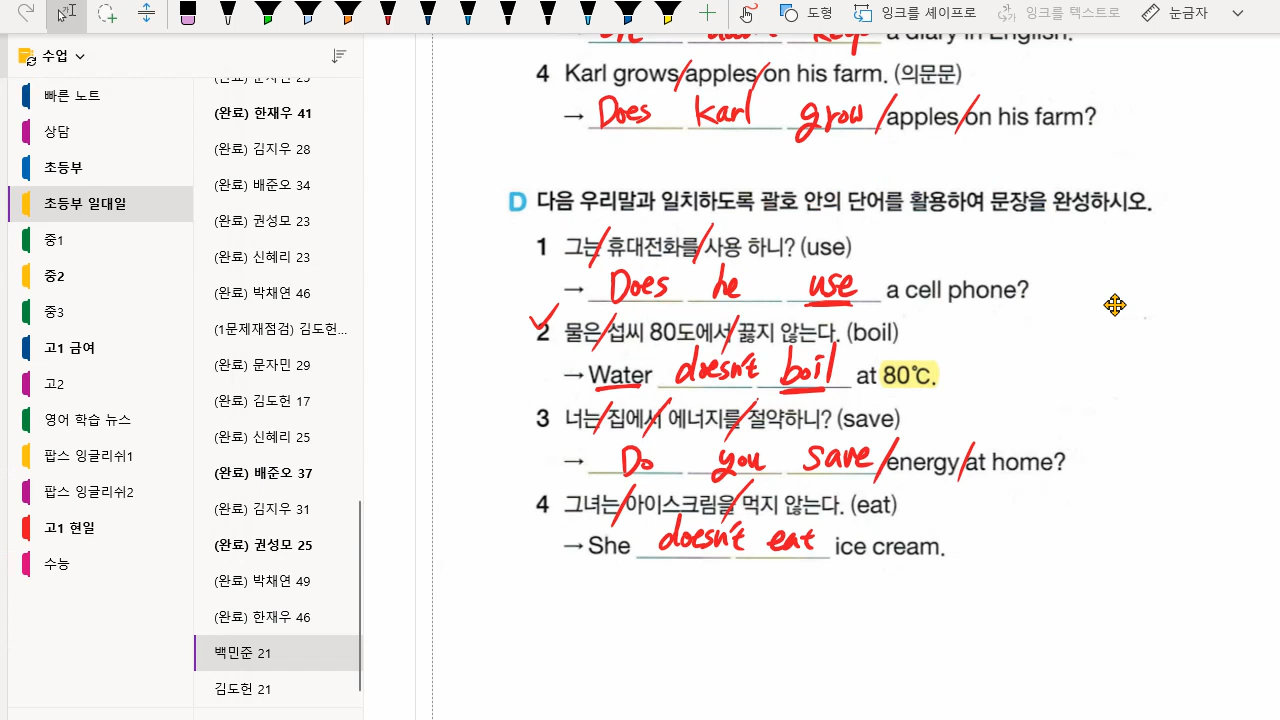 도형
잉크를 셰이프로
잉크를 텍스트로
눈금자
수업
빠른 노트
상담
초등부
초등부 일대일
중1
중2
중3
고1 금여
고2
영어 학습 뉴스
팝스 잉글리쉬1
팝스 잉글리쉬2
고1 현일
수능
(완료) 한재우 41
(완료) 김지우 28
(완료) 배준오 34
(완료) 권성모 23
(완료) 신혜리 23
(완료) 박채연 46
(1문제재점검) 김도헌...
(완료) 문자민 29
(완료) 김도헌 17
(완료) 신혜리 25
(완료) 배준오 37
(완료) 김지우 31
(완료) 권성모 25
(완료) 박채연 49
(완료) 한재우 46
백민준 21
김도헌 21
a diary in English.
4 Karl grows/apples/on his farm. (의문문)
→ Does karl grow/apples/on his farm?
D 다음 우리말과 일치하도록 괄호 안의 단어를 활용하여 문장을 완성하시오.
1 그는/휴대전화를/사용 하니? (use)
→ Does he use a cell phone?
2 물은/섭씨 80도에서/끓지 않는다. (boil)
→ Water doesn't boil at 80℃.
3 너는/집에서/에너지를/절약하니? (save)
→ Do you save/energy/at home?
4 그녀는/아이스크림을/먹지 않는다. (eat)
→ She doesn't eat ice cream.